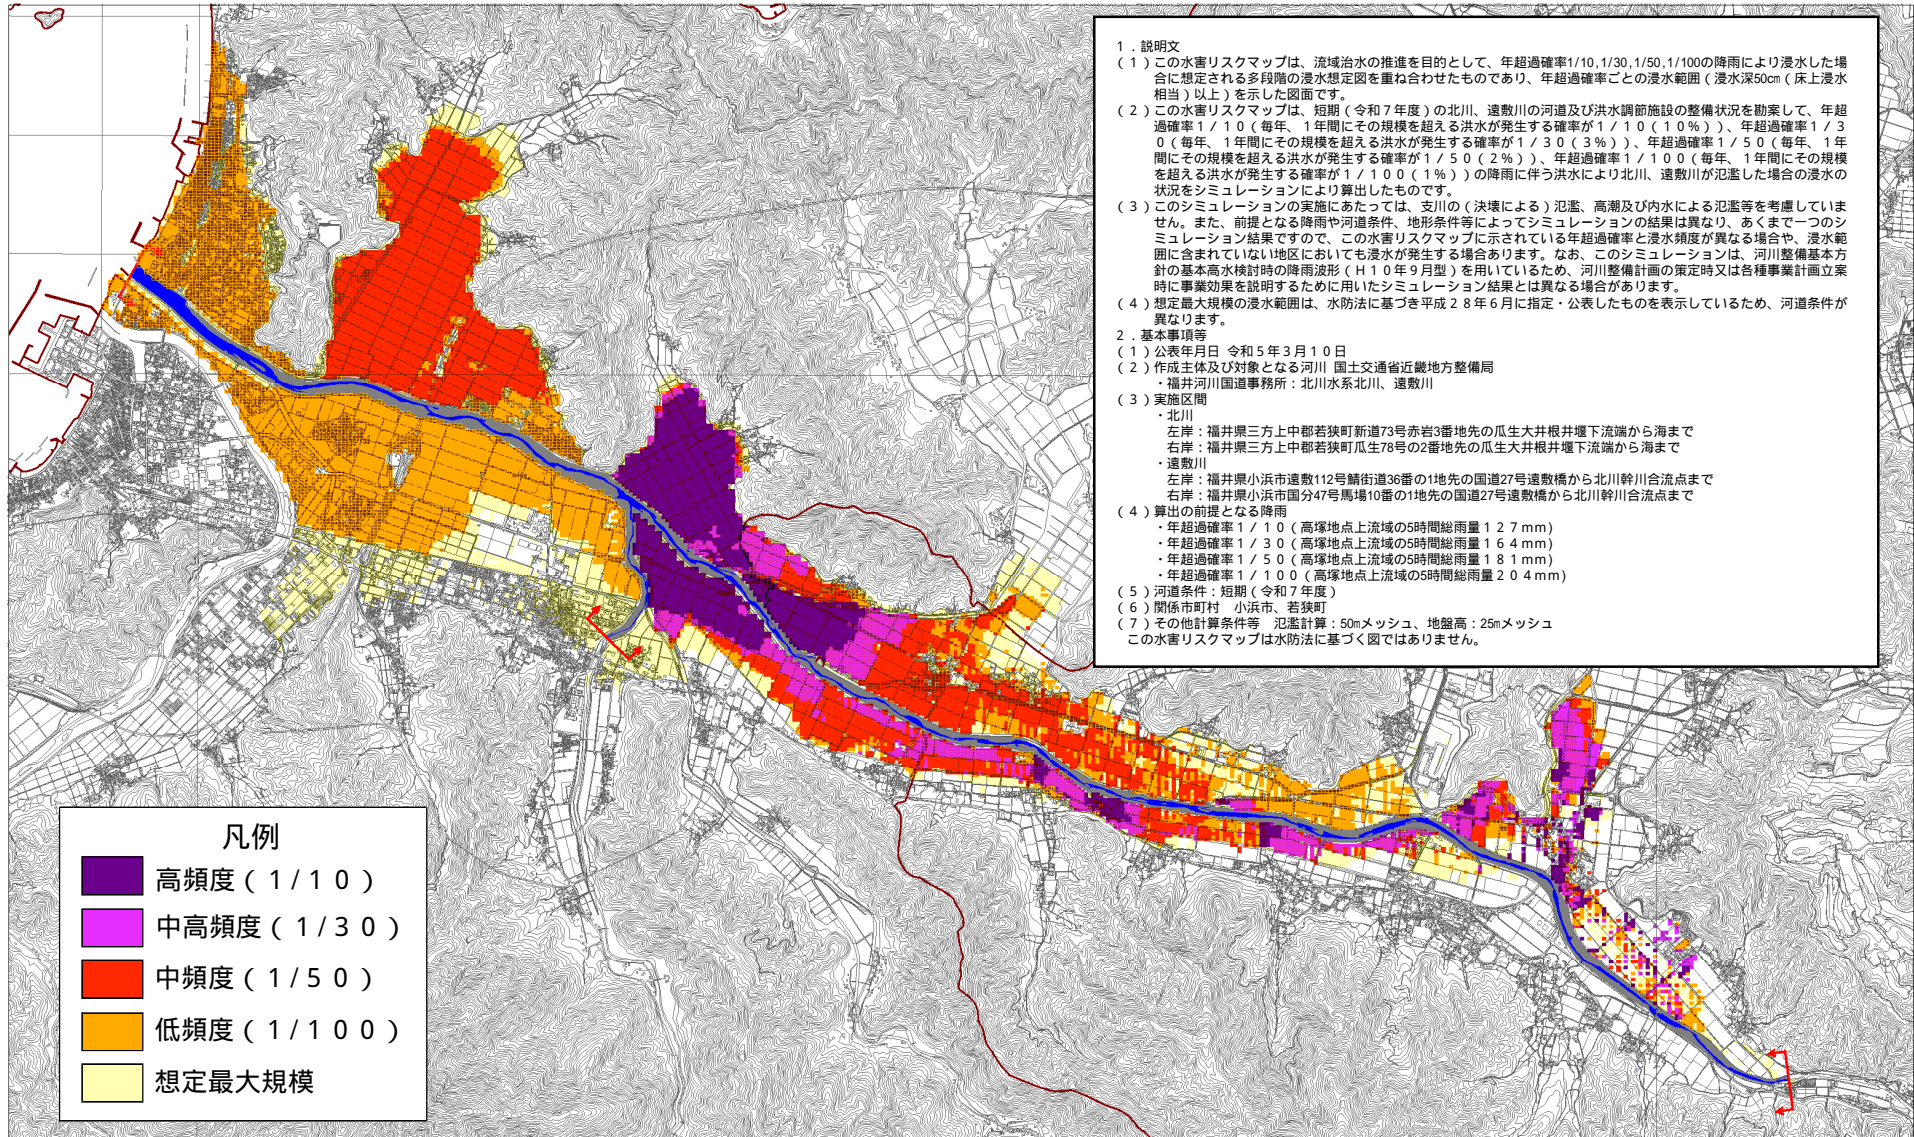 1．説明文
（１）この水害リスクマップは、流域治水の推進を目的として、年超過確率1/10,1/30,1/50,1/100の降雨により浸水した場
合に想定される多段階の浸水想定図を重ね合わせたものであり、年超過確率ごとの浸水範囲（浸水深50cm（床上浸水
相当）以上）を示した図面です。
（２）この水害リスクマップは、短期（令和７年度）の北川、遠敷川の河道及び洪水調節施設の整備状況を勘案して、年超
過確率１/１０（毎年、１年間にその規模を超える洪水が発生する確率が１/１０（１０％））、年超過確率１/３
０（毎年、１年間にその規模を超える洪水が発生する確率が１/３０（３％））、年超過確率１/５０（毎年、１年
間にその規模を超える洪水が発生する確率が１/５０（２％））、年超過確率１/１００（毎年、１年間にその規模
を超える洪水が発生する確率が１/１００（１％））の降雨に伴う洪水により北川、遠敷川が氾濫した場合の浸水の
状況をシミュレーションにより算出したものです。
（３）このシミュレーションの実施にあたっては、支川の（決壊による）氾濫、高潮及び内水による氾濫等を考慮していま
せん。また、前提となる降雨や河道条件、地形条件等によってシミュレーションの結果は異なり、あくまで一つのシ
ミュレーション結果ですので、この水害リスクマップに示されている年超過確率と浸水頻度が異なる場合や、浸水範
囲に含まれていない地区においても浸水が発生する場合あります。なお、このシミュレーションは、河川整備基本方
針の基本高水検討時の降雨波形（Ｈ１０年９月型）を用いているため、河川整備計画の策定時又は各種事業計画立案
時に事業効果を説明するために用いたシミュレーション結果とは異なる場合があります。
（４）想定最大規模の浸水範囲は、水防法に基づき平成２８年６月に指定・公表したものを表示しているため、河道条件が
異なります。
２．基本事項等
（１）公表年月日 令和５年３月１０日
（２）作成主体及び対象となる河川 国土交通省近畿地方整備局
・福井河川国道事務所：北川水系北川、遠敷川
（３）実施区間
・北川
左岸：福井県三方上中郡若狭町新道73号赤岩3番地先の瓜生大井根井堰下流端から海まで
右岸：福井県三方上中郡若狭町瓜生78号の2番地先の瓜生大井根井堰下流端から海まで
・遠敷川
左岸：福井県小浜市遠敷112号鯖街道36番の1地先の国道27号遠敷橋から北川幹川合流点まで
右岸：福井県小浜市国分47号馬場10番の1地先の国道27号遠敷橋から北川幹川合流点まで
（４）算出の前提となる降雨
・年超過確率１/１０（高塚地点上流域の5時間総雨量１２７mm）
・年超過確率１/３０（高塚地点上流域の5時間総雨量１６４mm）
・年超過確率１/５０（高塚地点上流域の5時間総雨量１８１mm）
・年超過確率１/１００（高塚地点上流域の5時間総雨量２０４mm）
（５）河道条件：短期（令和７年度）
（６）関係市町村　小浜市、若狭町
（７）その他計算条件等　氾濫計算：50mメッシュ、地盤高：25mメッシュ
この水害リスクマップは水防法に基づく図ではありません。
凡例
高頻度（１/１０）
中高頻度（１/３０）
中頻度（１/５０）
低頻度（１/１００）
想定最大規模